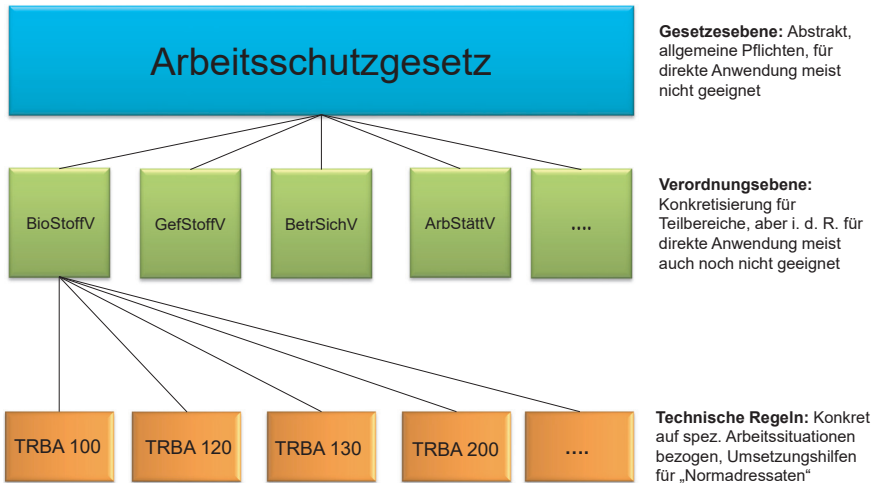 Arbeitsschutzgesetz
Gesetzesebene: Abstrakt,
allgemeine Pflichten, für
direkte Anwendung meist
nicht geeignet
BioStoffV
GefStoffV
BetrSichV
ArbStättV
....
Verordnungsebene:
Konkretisierung für
Teilbereiche, aber i. d. R. für
direkte Anwendung meist
auch noch nicht geeignet
TRBA 100
TRBA 120
TRBA 130
TRBA 200
....
Technische Regeln: Konkret
auf spez. Arbeitssituationen
bezogen, Umsetzungshilfen
für „Normadressaten“